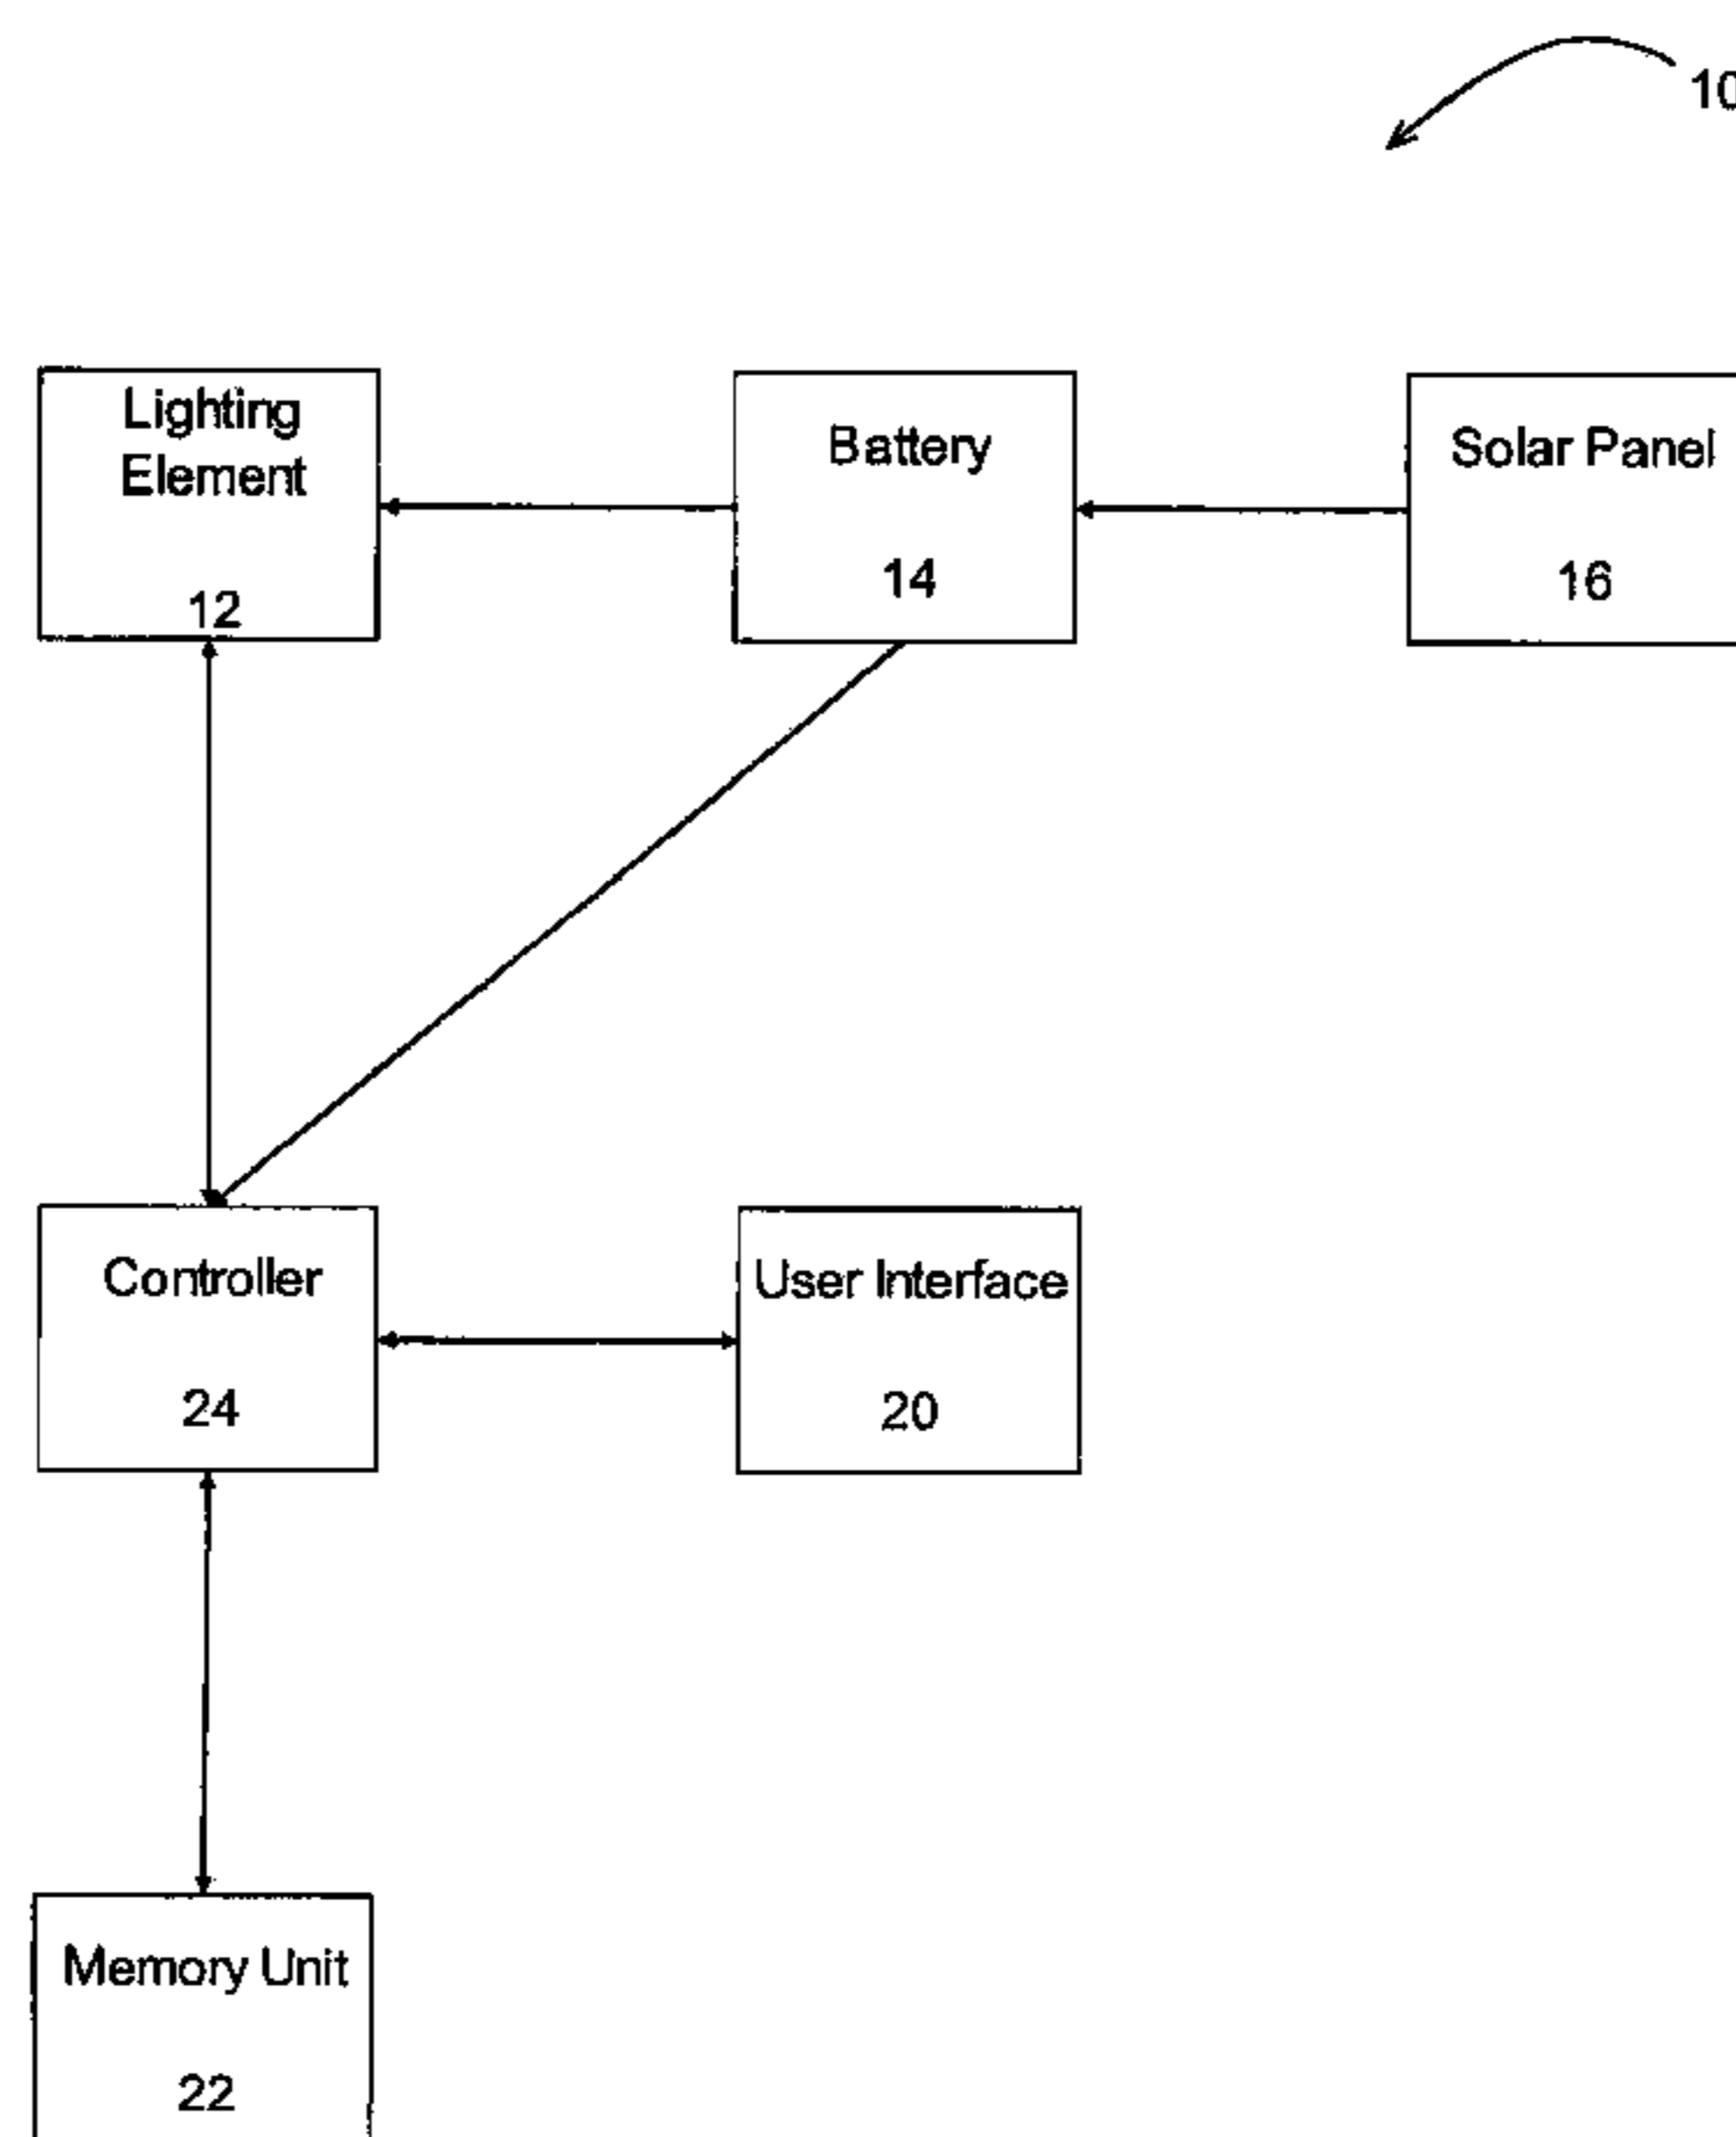 10
Lighting
Element
12
Battery
14
Solar Panel
16
Controller
24
User Interface
20
Memory Unit
22